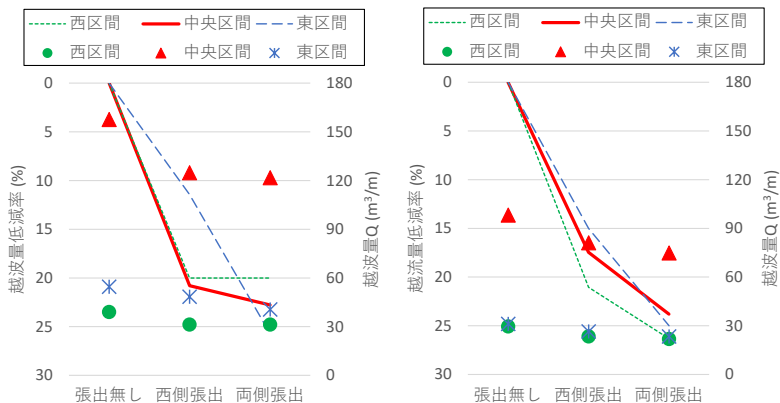 西区間 中央区間 東区間
西区間 中央区間 東区間
越波量低減率 (%)
0
5
10
15
20
25
30
180
150
120
90
60
30
0
越波量Q (m³/m)
張出無し 西側張出 両側張出
西区間 中央区間 東区間
西区間 中央区間 東区間
越流量低減率 (%)
0
5
10
15
20
25
30
180
150
120
90
60
30
0
越波量Q (m³/m)
張出無し 西側張出 両側張出